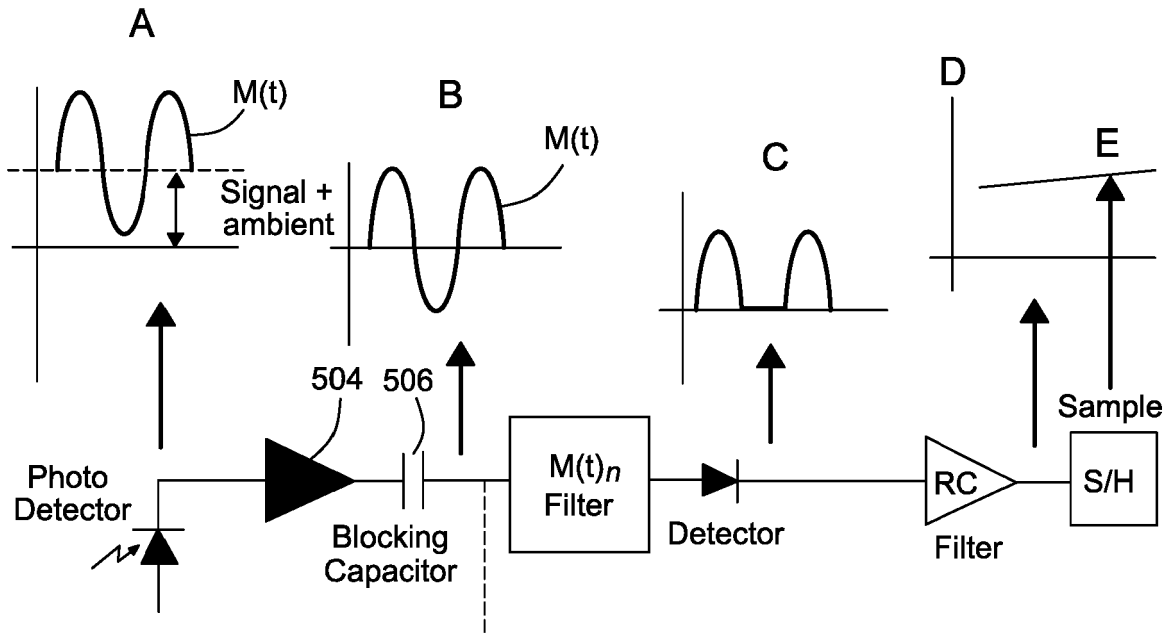 A
M(t)
Signal +
ambient
B
M(t)
C
D
E
504
506
Sample
Photo
Detector
Blocking
Capacitor
M(t)n
Filter
Detector
RC
Filter
S/H